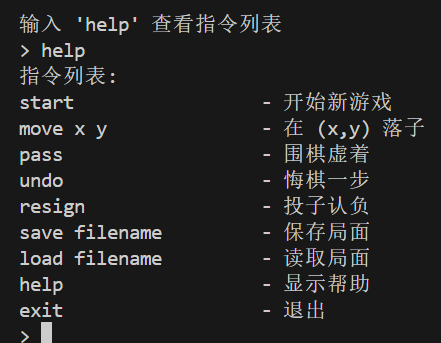 输入 'help' 查看指令列表
> help
指令列表:
start - 开始新游戏
move x y - 在 (x,y) 落子
pass - 围棋虚着
undo - 悔棋一步
resign - 投子认负
save filename - 保存局面
load filename - 读取局面
help - 显示帮助
exit - 退出
>